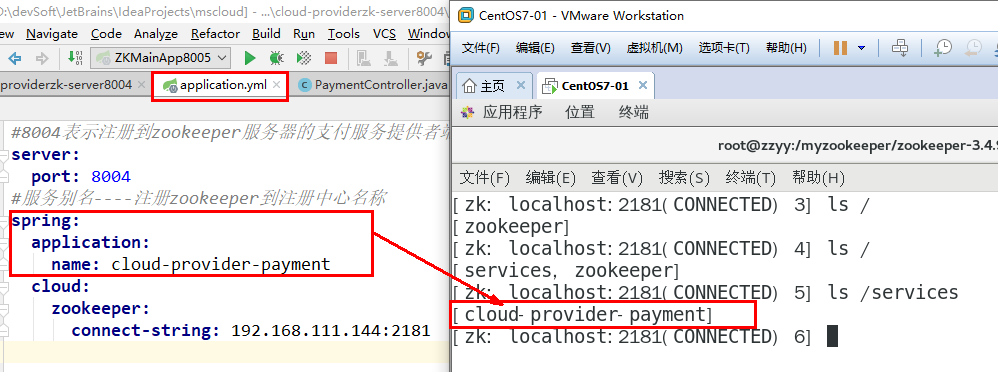 D:\devSoft\JetBrains\IdeaProjects\mscloud] - ...\cloud-providerzk-server8004\
Build Run Tools VCS Window Help
ZKMainApp8005
providerzk-server8004
application.yml
PaymentController.java
#8004表示注册到zookeeper服务器的支付服务提供者
server:
port: 8004
#服务别名----注册zookeeper到注册中心名称
spring:
application:
name: cloud-provider-payment
cloud:
zookeeper:
connect-string: 192.168.111.144:2181
CentOS7-01 - VMware Workstation
文件(F) 编辑(E) 查看(V) 虚拟机(M) 选项卡(T) 帮助(H)
主页
CentOS7-01
应用程序 位置 终端
root@zzyy:/myzookeeper/zookeeper-3.4.9
文件(F) 编辑(E) 查看(V) 搜索(S) 终端(T) 帮助(H)
[zk: localhost:2181(CONNECTED) 3] ls /
[zookeeper]
[zk: localhost:2181(CONNECTED) 4] ls /
[services, zookeeper]
[zk: localhost:2181(CONNECTED) 5] ls /services
[cloud-provider-payment]
[zk: localhost:2181(CONNECTED) 6]